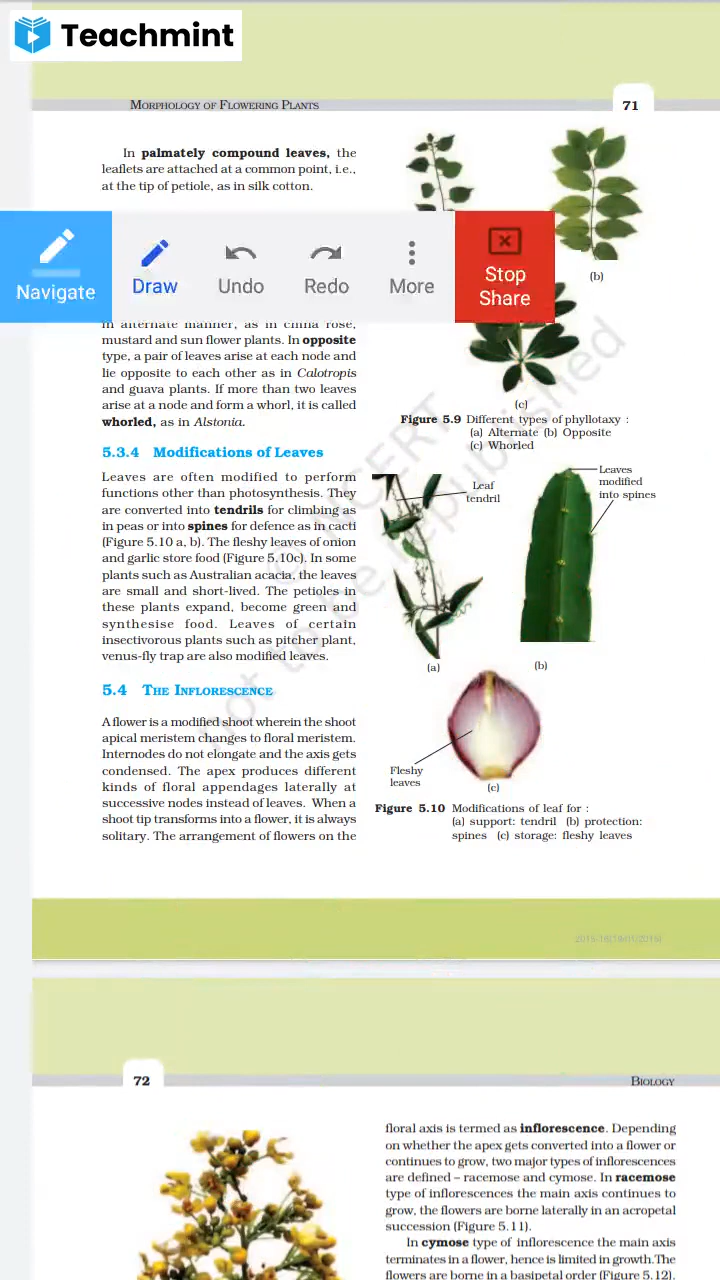 Teachmint
MORPHOLOGY OF FLOWERING PLANTS
71
In palmately compound leaves, the
leaflets are attached at a common point, i.e.,
at the tip of petiole, as in silk cotton.
Navigate
Draw
Undo
Redo
More
Stop
Share
in alternate manner, as in china rose,
mustard and sun flower plants. In opposite
type, a pair of leaves arise at each node and
lie opposite to each other as in Calotropis
and guava plants. If more than two leaves
arise at a node and form a whorl, it is called
whorled, as in Alstonia.
(b)
(c)
Figure 5.9 Different types of phyllotaxy :
(a) Alternate (b) Opposite
(c) Whorled
5.3.4 Modifications of Leaves
Leaves are often modified to perform
functions other than photosynthesis. They
are converted into tendrils for climbing as
in peas or into spines for defence as in cacti
(Figure 5.10 a, b). The fleshy leaves of onion
and garlic store food (Figure 5.10c). In some
plants such as Australian acacia, the leaves
are small and short-lived. The petioles in
these plants expand, become green and
synthesise food. Leaves of certain
insectivorous plants such as pitcher plant,
venus-fly trap are also modified leaves.
Leaf
tendril
Leaves
modified
into spines
(a)
(b)
5.4 THE INFLORESCENCE
A flower is a modified shoot wherein the shoot
apical meristem changes to floral meristem.
Internodes do not elongate and the axis gets
condensed. The apex produces different
kinds of floral appendages laterally at
successive nodes instead of leaves. When a
shoot tip transforms into a flower, it is always
solitary. The arrangement of flowers on the
Fleshy
leaves
(c)
Figure 5.10 Modifications of leaf for :
(a) support: tendril (b) protection:
spines (c) storage: fleshy leaves
© NCERT
not to be republished
72
BIOLOGY
floral axis is termed as inflorescence. Depending
on whether the apex gets converted into a flower or
continues to grow, two major types of inflorescences
are defined – racemose and cymose. In racemose
type of inflorescences the main axis continues to
grow, the flowers are borne laterally in an acropetal
succession (Figure 5.11).
In cymose type of inflorescence the main axis
terminates in a flower, hence is limited in growth.The
flowers are borne in a basipetal order (Figure 5.12),